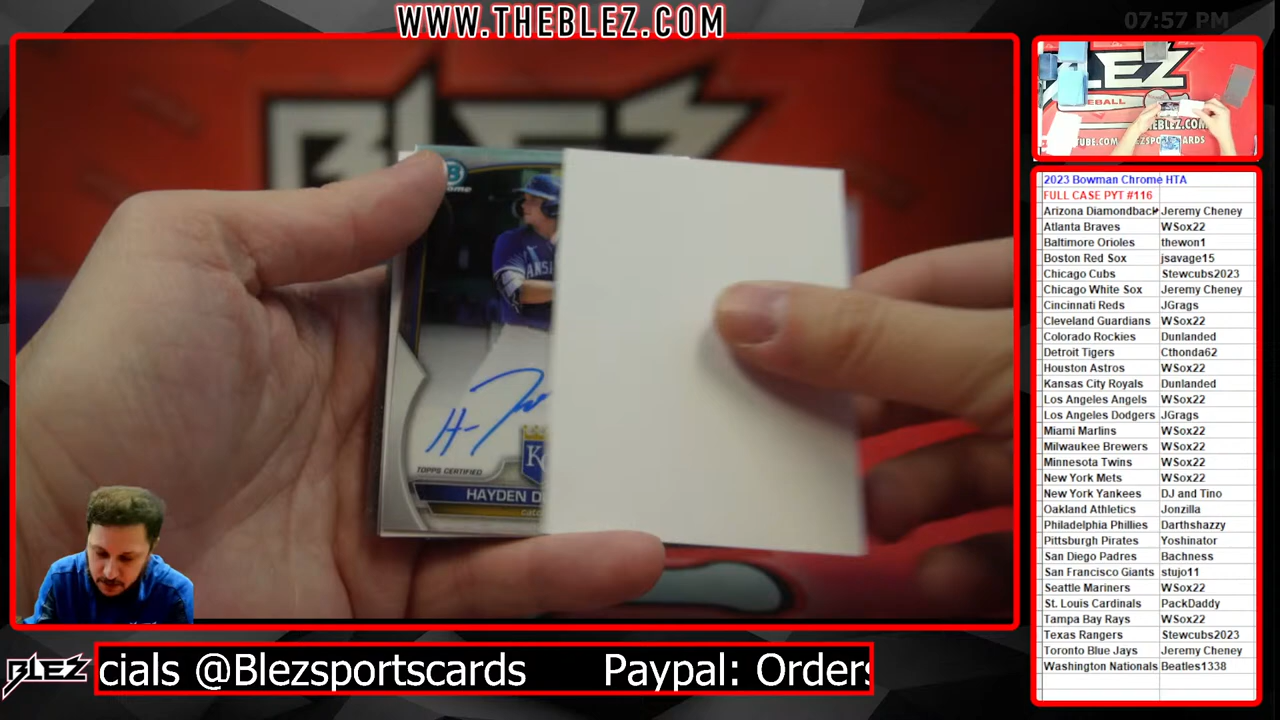 WWW.THEBLEZ.COM
07:57 PM
BLEZ
HAYDEN D
TOPPS CERTIFIED
BLEZ
2023 Bowman Chrome HTA
FULL CASE PYT #116
Arizona Diamondback Jeremy Cheney
Atlanta Braves WSox22
Baltimore Orioles thewon1
Boston Red Sox jsavage15
Chicago Cubs Stewcubs2023
Chicago White Sox Jeremy Cheney
Cincinnati Reds JGrags
Cleveland Guardians WSox22
Colorado Rockies Dunlanded
Detroit Tigers Cthonda62
Houston Astros WSox22
Kansas City Royals Dunlanded
Los Angeles Angels WSox22
Los Angeles Dodgers JGrags
Miami Marlins WSox22
Milwaukee Brewers WSox22
Minnesota Twins WSox22
New York Mets WSox22
New York Yankees DJ and Tino
Oakland Athletics Jonzilla
Philadelphia Phillies Darthshazzy
Pittsburgh Pirates Yoshinator
San Diego Padres Bachness
San Francisco Giants stujo11
Seattle Mariners WSox22
St. Louis Cardinals PackDaddy
Tampa Bay Rays WSox22
Texas Rangers Stewcubs2023
Toronto Blue Jays Jeremy Cheney
Washington Nationals Beatles1338
BLEZ
cials @Blezsportscards Paypal: Orders